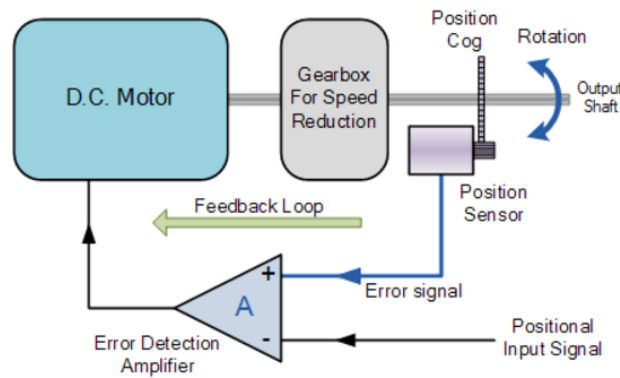 Position
Cog
Rotation
D.C. Motor
Gearbox
For Speed
Reduction
Output
Shaft
Position
Sensor
Feedback Loop
+
A
-
Error signal
Error Detection
Amplifier
Positional
Input Signal